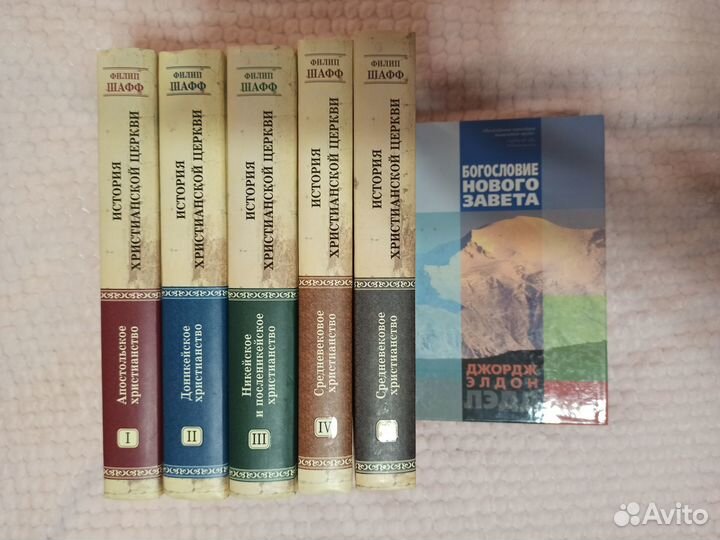 ФИЛИП
ШАФФ
ИСТОРИЯ
ХРИСТИАНСКОЙ ЦЕРКВИ
Апостольское
христианство
I
ФИЛИП
ШАФФ
ИСТОРИЯ
ХРИСТИАНСКОЙ ЦЕРКВИ
Доникейское
христианство
II
ФИЛИП
ШАФФ
ИСТОРИЯ
ХРИСТИАНСКОЙ ЦЕРКВИ
Никейское
и посленикейское
христианство
III
ФИЛИП
ШАФФ
ИСТОРИЯ
ХРИСТИАНСКОЙ ЦЕРКВИ
Средневековое
христианство
IV
ФИЛИП
ШАФФ
ИСТОРИЯ
ХРИСТИАНСКОЙ ЦЕРКВИ
Средневековое
христианство
БОГОСЛОВИЕ
НОВОГО
ЗАВЕТА
ДЖОРДЖ
ЭЛДОН
ЛЭДД
Avito